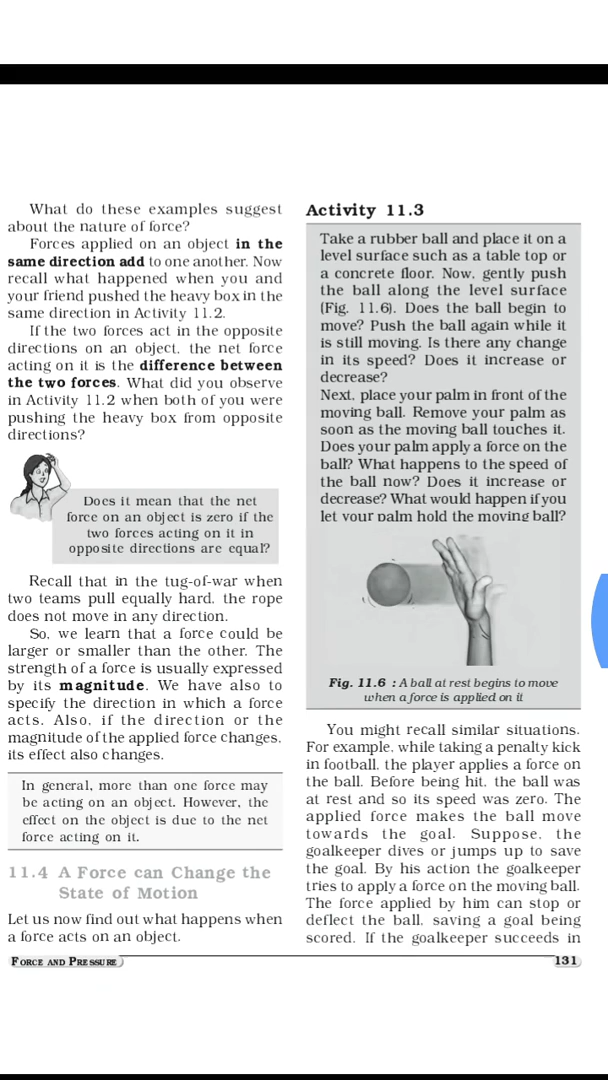 What do these examples suggest
about the nature of force?
Forces applied on an object in the
same direction add to one another. Now
recall what happened when you and
your friend pushed the heavy box in the
same direction in Activity 11.2.
If the two forces act in the opposite
directions on an object, the net force
acting on it is the difference between
the two forces. What did you observe
in Activity 11.2 when both of you were
pushing the heavy box from opposite
directions?
Does it mean that the net
force on an object is zero if the
two forces acting on it in
opposite directions are equal?
Recall that in the tug-of-war when
two teams pull equally hard, the rope
does not move in any direction.
So, we learn that a force could be
larger or smaller than the other. The
strength of a force is usually expressed
by its magnitude. We have also to
specify the direction in which a force
acts. Also, if the direction or the
magnitude of the applied force changes,
its effect also changes.
In general, more than one force may
be acting on an object. However, the
effect on the object is due to the net
force acting on it.
11.4 A Force can Change the
State of Motion
Let us now find out what happens when
a force acts on an object.
Activity 11.3
Take a rubber ball and place it on a
level surface such as a table top or
a concrete floor. Now, gently push
the ball along the level surface
(Fig. 11.6). Does the ball begin to
move? Push the ball again while it
is still moving. Is there any change
in its speed? Does it increase or
decrease?
Next, place your palm in front of the
moving ball. Remove your palm as
soon as the moving ball touches it.
Does your palm apply a force on the
ball? What happens to the speed of
the ball now? Does it increase or
decrease? What would happen if you
let your palm hold the moving ball?
Fig. 11.6 : A ball at rest begins to move
when a force is applied on it
You might recall similar situations.
For example, while taking a penalty kick
in football, the player applies a force on
the ball. Before being hit, the ball was
at rest and so its speed was zero. The
applied force makes the ball move
towards the goal. Suppose, the
goalkeeper dives or jumps up to save
the goal. By his action the goalkeeper
tries to apply a force on the moving ball.
The force applied by him can stop or
deflect the ball, saving a goal being
scored. If the goalkeeper succeeds in
FORCE AND PRESSURE
131